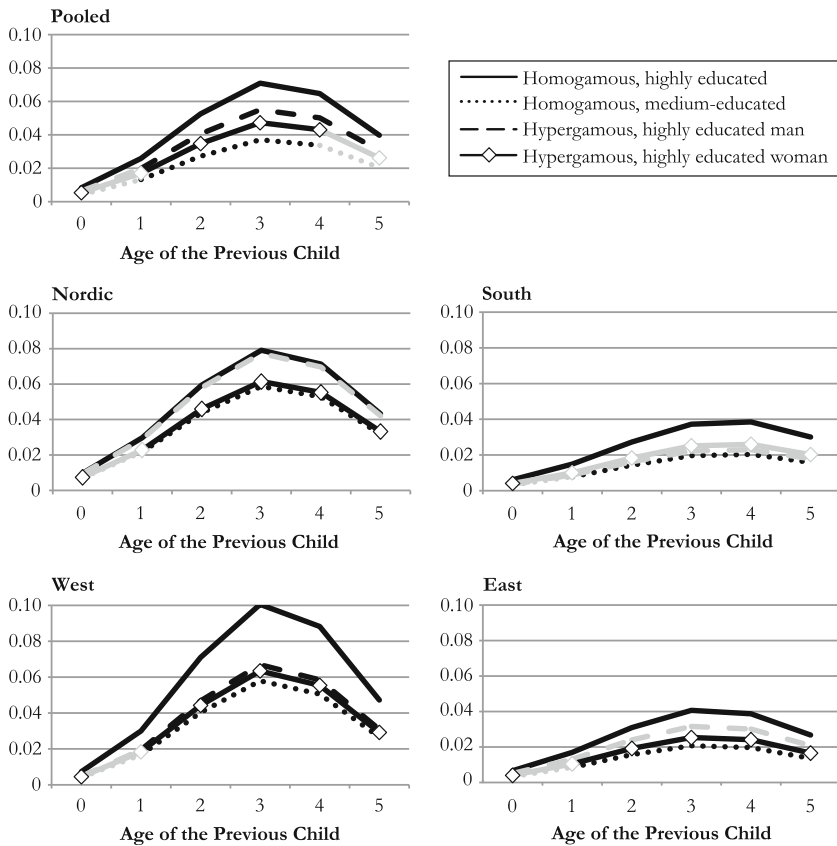 Pooled
0.10
0.08
0.06
0.04
0.02
0
0 1 2 3 4 5
Age of the Previous Child
Homogamous, highly educated
Homogamous, medium-educated
Hypergamous, highly educated man
Hypergamous, highly educated woman
Nordic
0.10
0.08
0.06
0.04
0.02
0
0 1 2 3 4 5
Age of the Previous Child
South
0.10
0.08
0.06
0.04
0.02
0
0 1 2 3 4 5
Age of the Previous Child
West
0.10
0.08
0.06
0.04
0.02
0
0 1 2 3 4 5
Age of the Previous Child
East
0.10
0.08
0.06
0.04
0.02
0
0 1 2 3 4 5
Age of the Previous Child